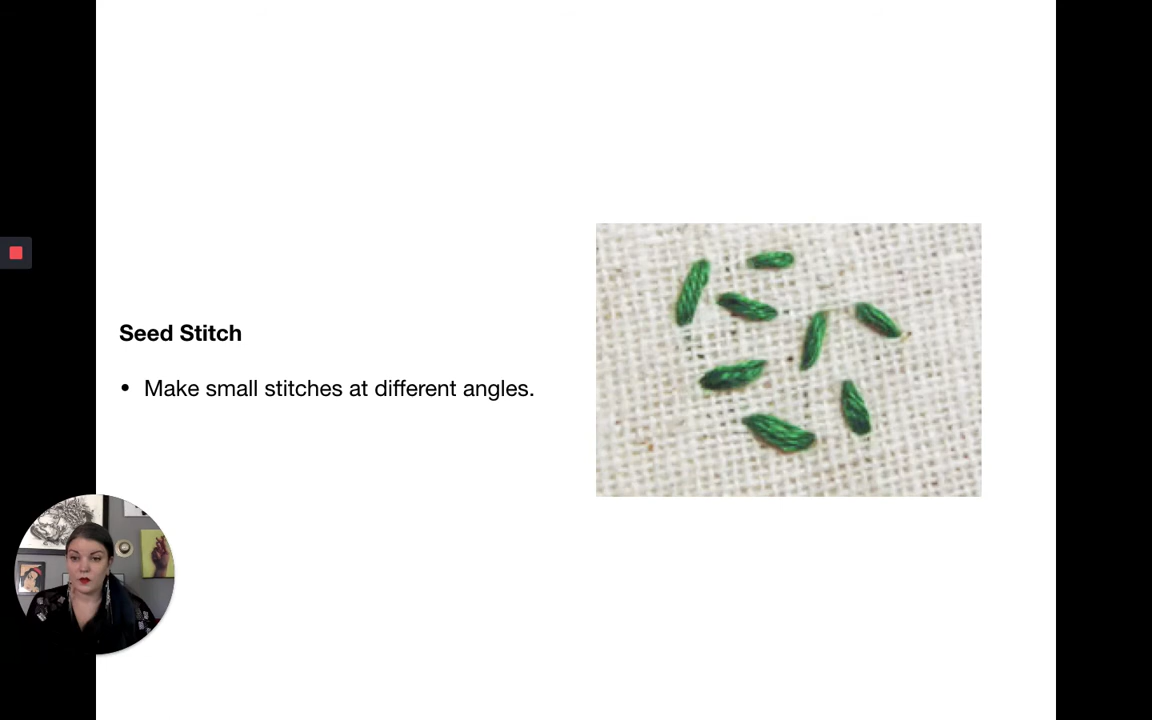 Seed Stitch
• Make small stitches at different angles.